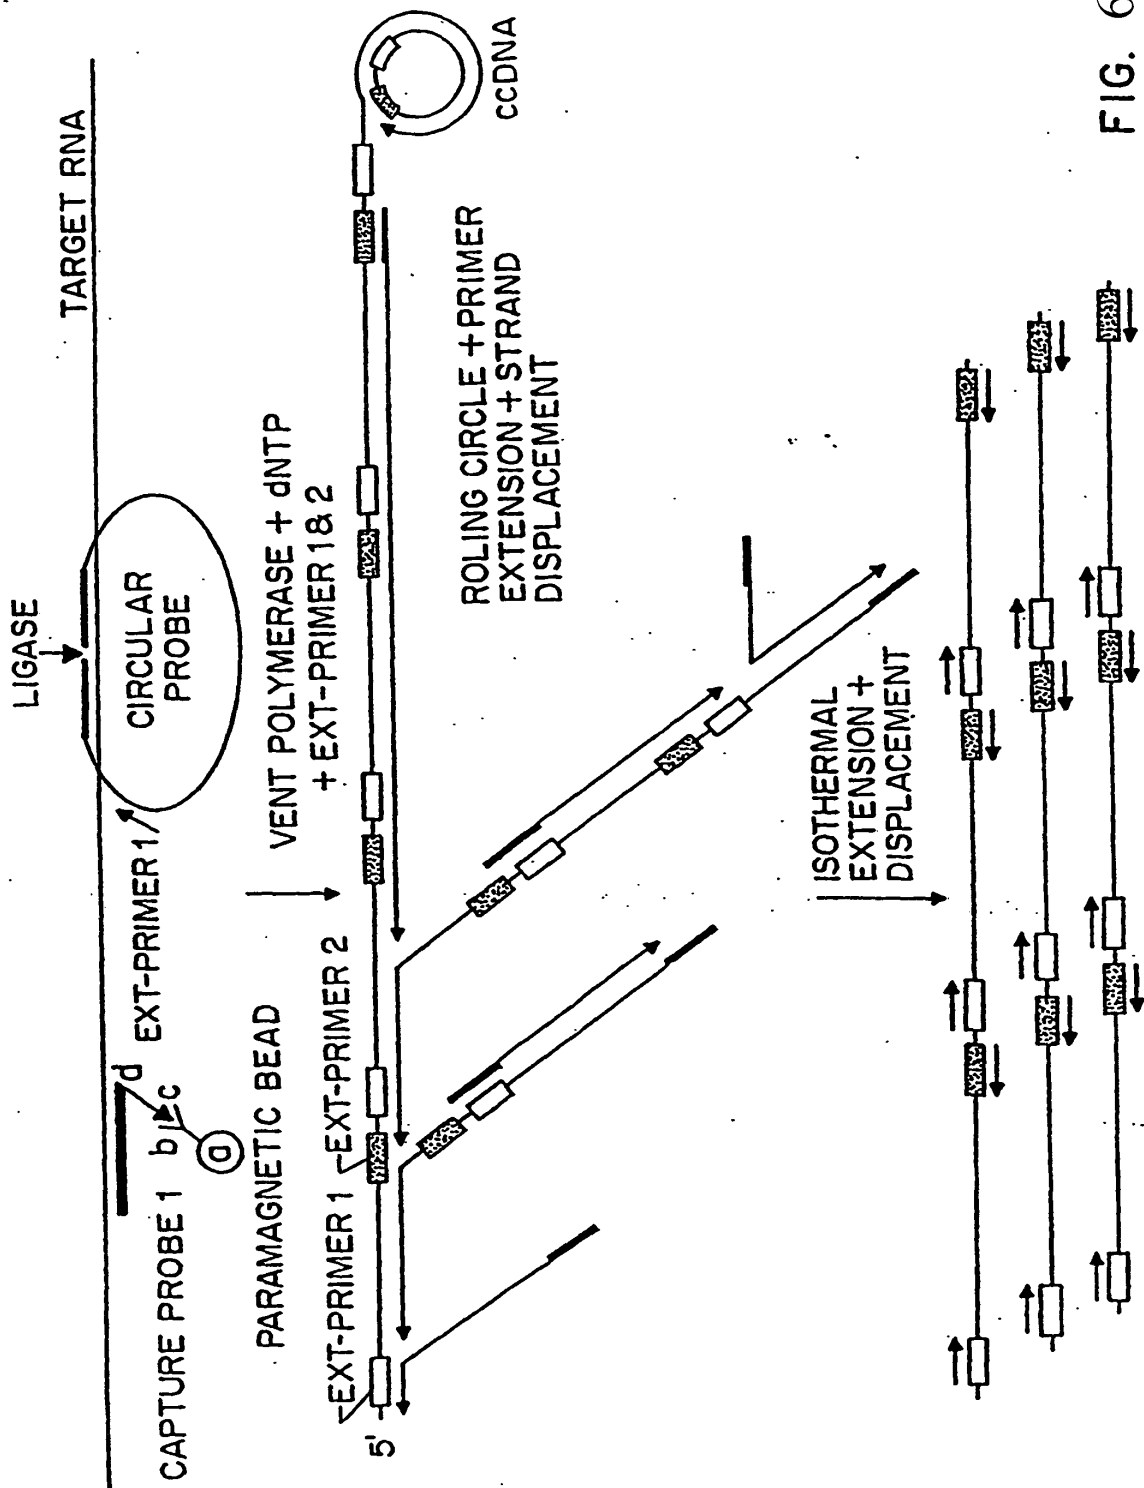 LIGASE
TARGET RNA
CIRCULAR
PROBE
d
EXT-PRIMER 1
CAPTURE PROBE 1
b
c
a
PARAMAGNETIC BEAD
VENT POLYMERASE + dNTP
+ EXT-PRIMER 1 & 2
EXT-PRIMER 1
EXT-PRIMER 2
5'
CCDNA
ROLING CIRCLE + PRIMER
EXTENSION + STRAND
DISPLACEMENT
ISOTHERMAL
EXTENSION +
DISPLACEMENT
FIG. 6